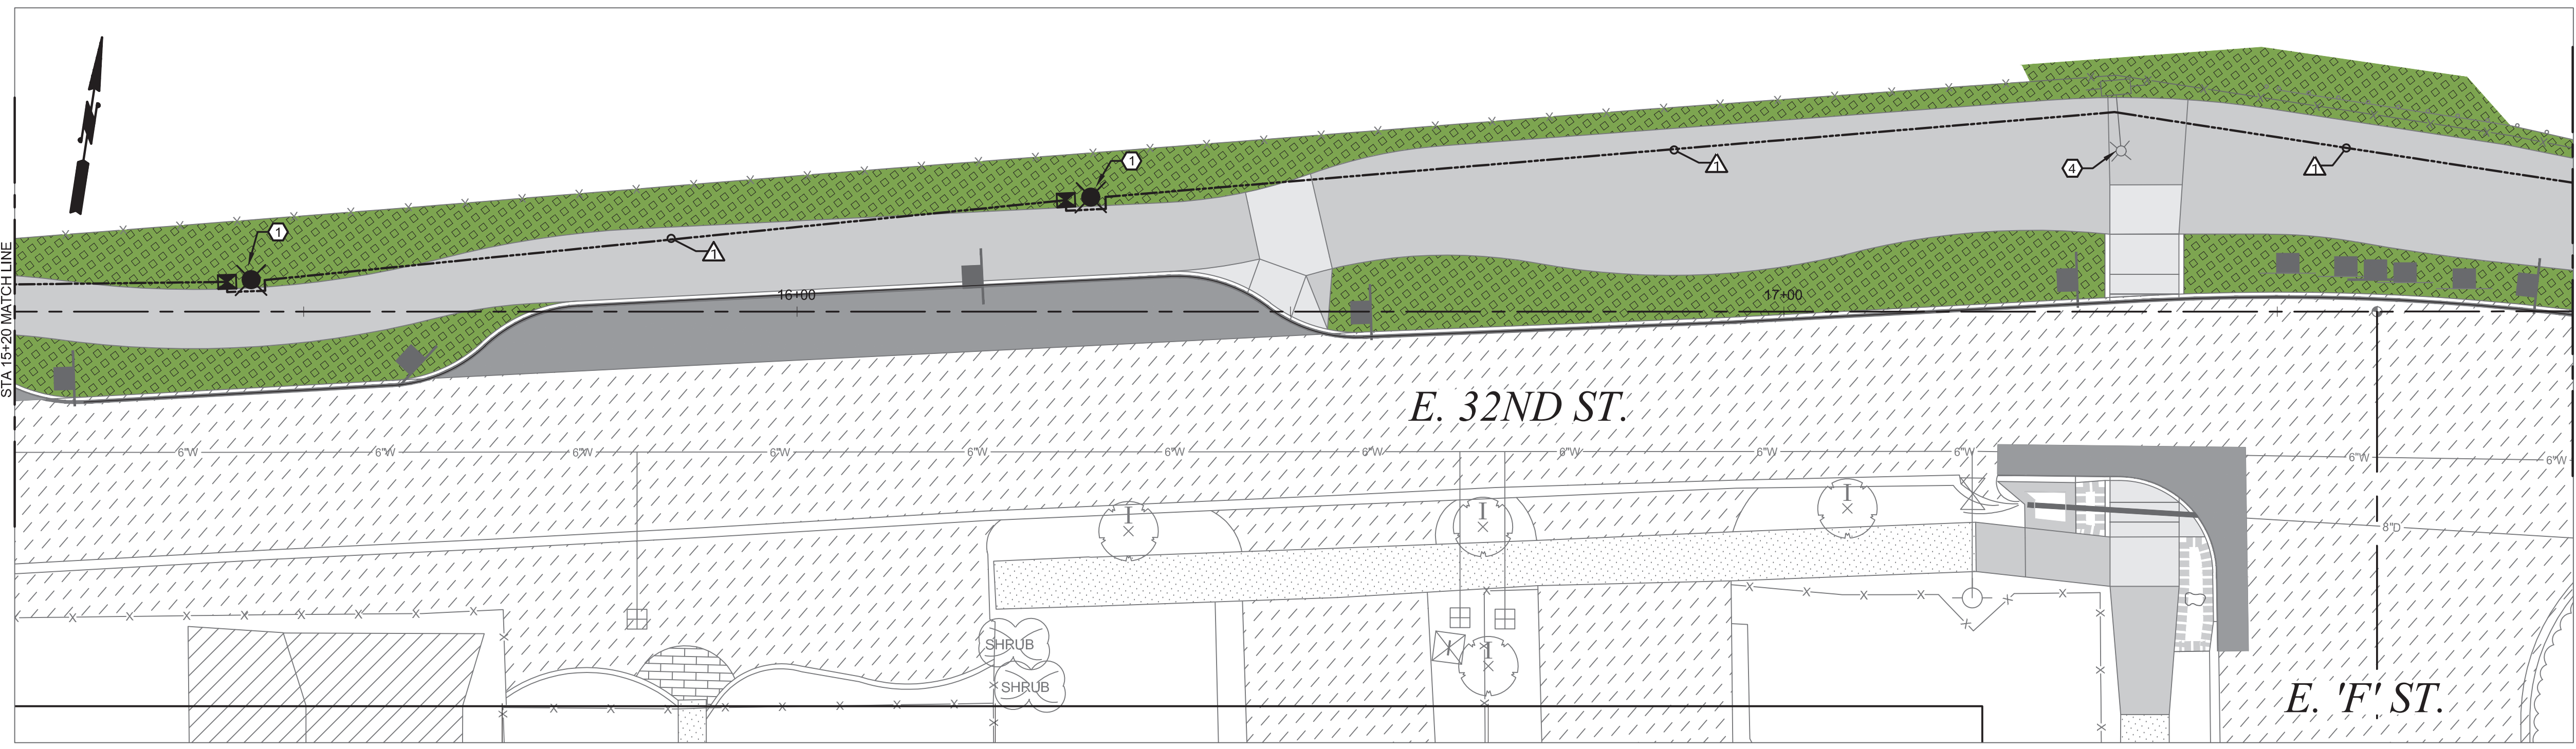 N
1
1
4
1
1
1
1
STA 15+20 MATCH LINE
16+00
17+00
E. 32ND ST.
6"W 6"W 6"W 6"W 6"W 6"W 6"W 6"W 6"W 6"W 6"W 6"W
I I I
8"D
SHRUB
I
SHRUB
E. 'F' ST.